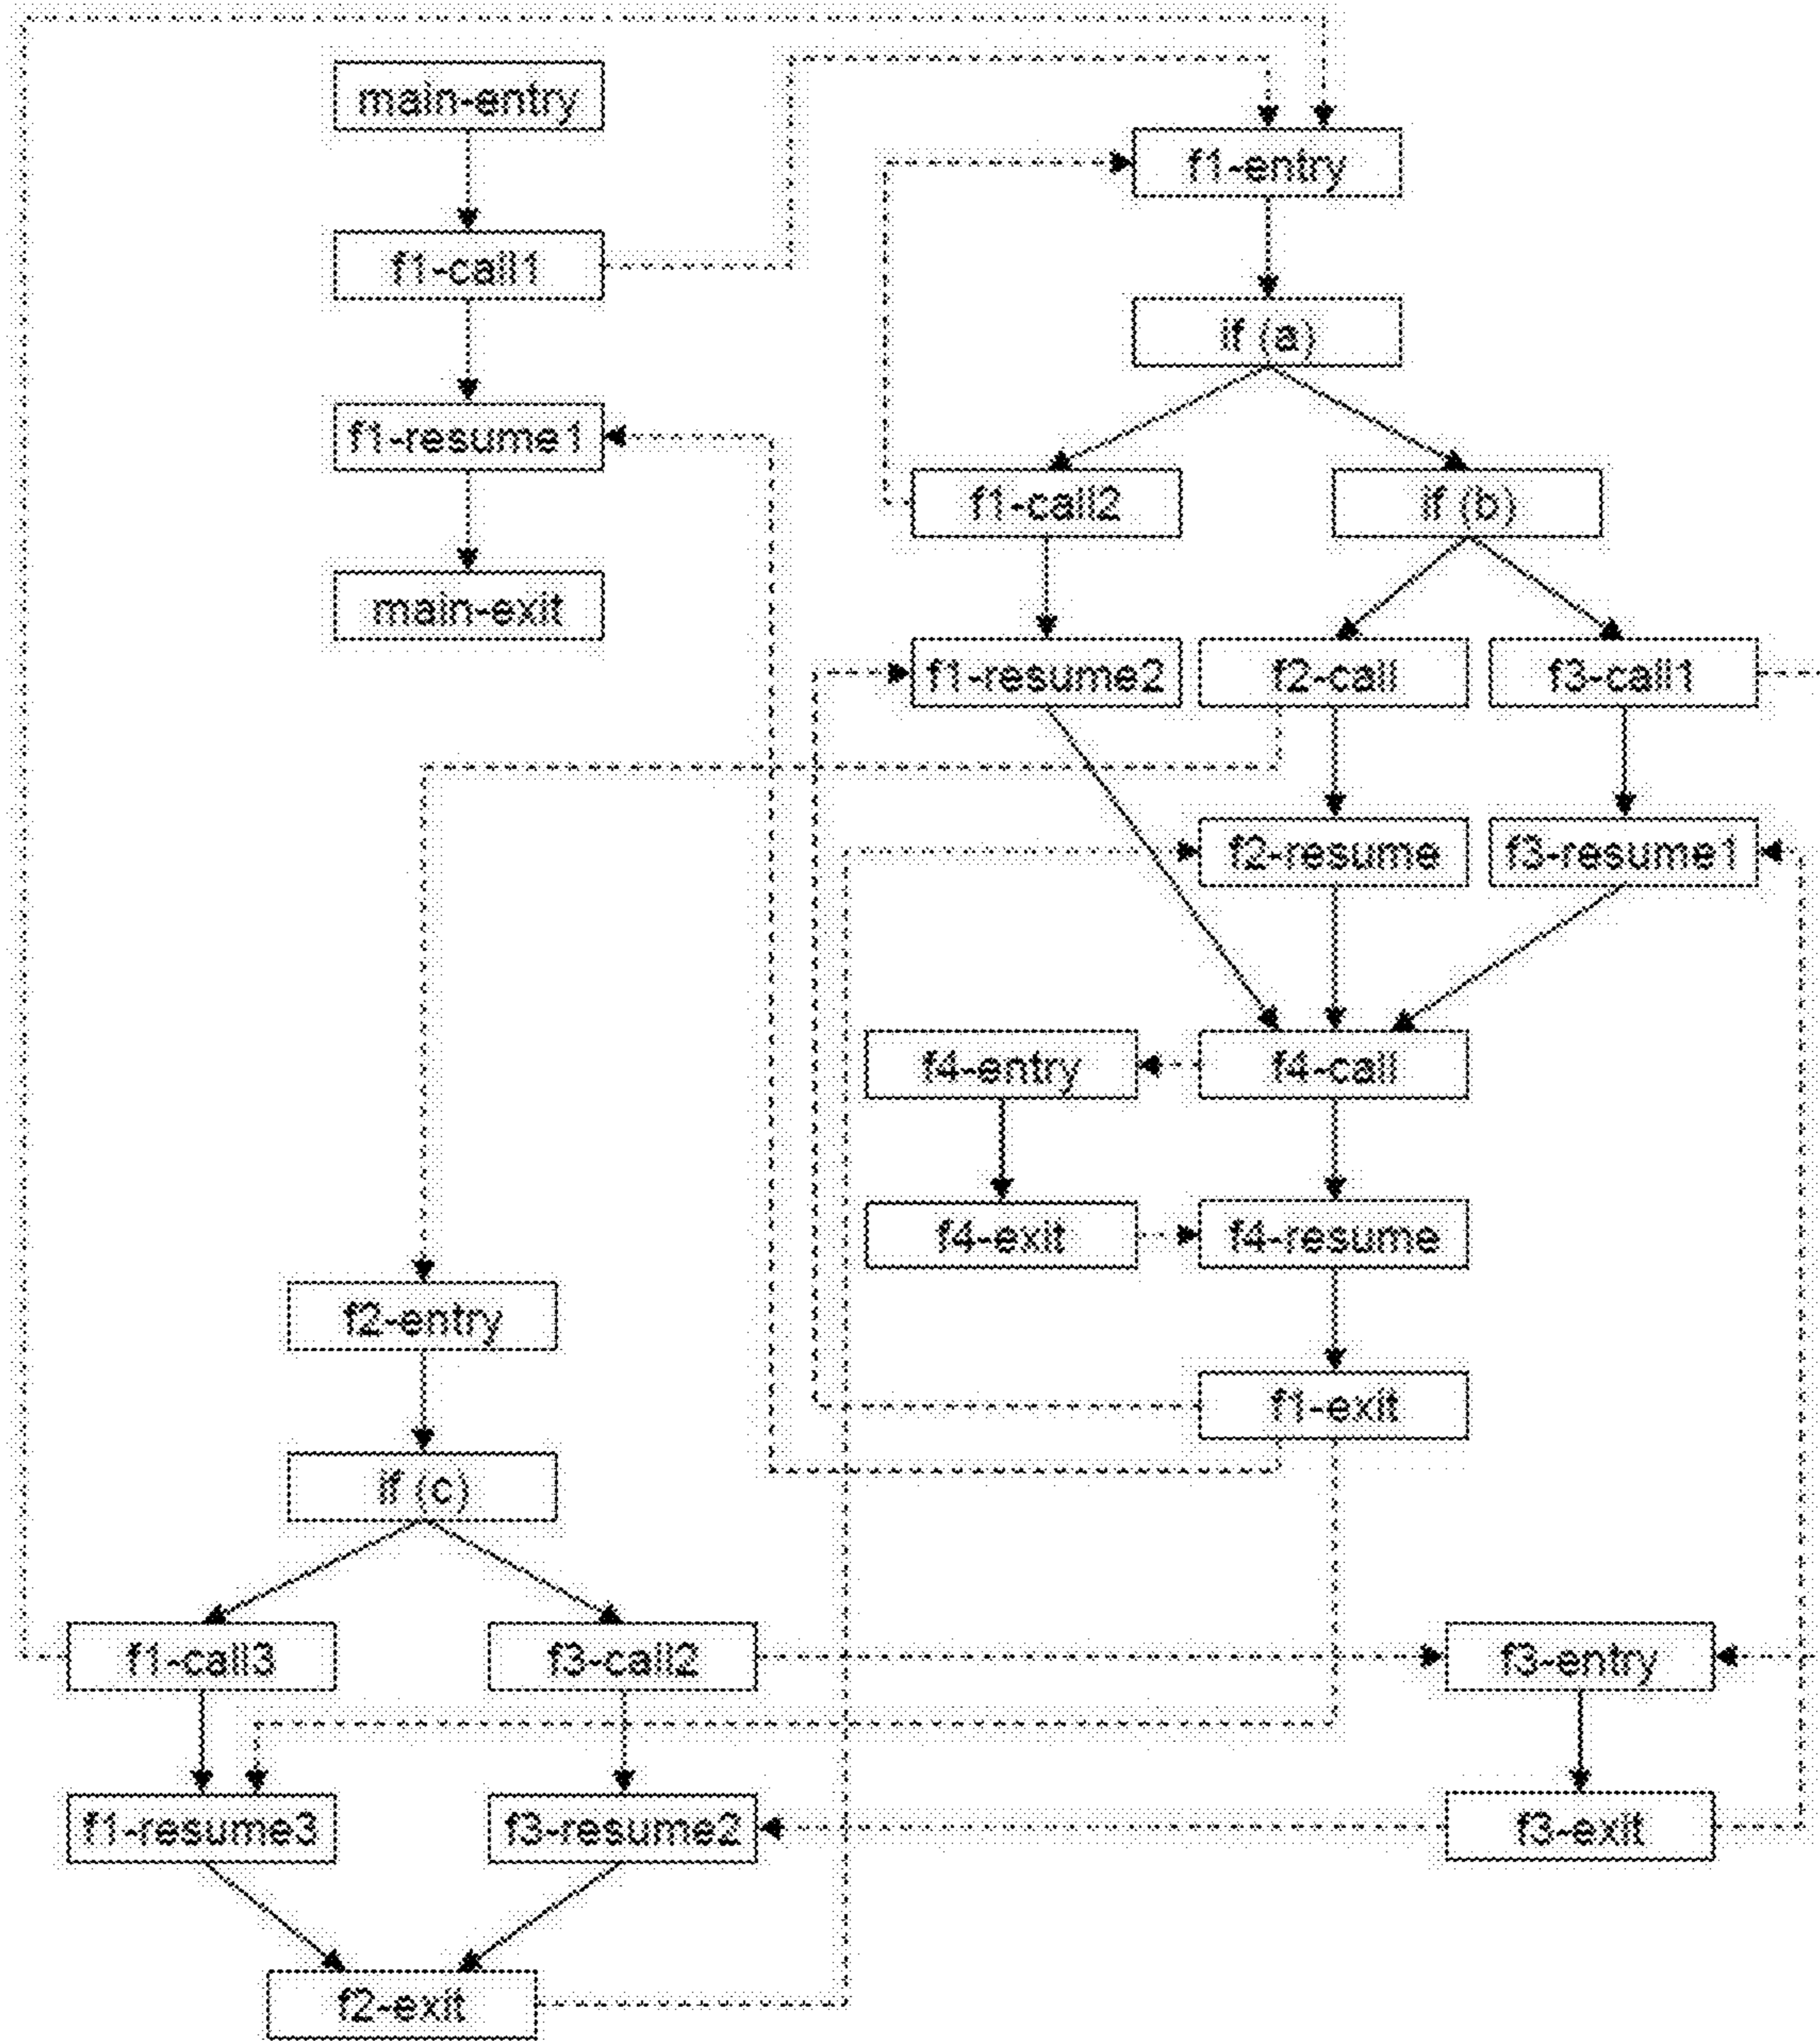 main-entry
f1-entry
f1-call1
if (a)
f1-resume1
f1-call2
if (b)
main-exit
f1-resume2
f2-call
f3-call1
f2-resume
f3-resume1
f4-entry
f4-call
f4-exit
f4-resume
f2-entry
f1-exit
if (c)
f1-call3
f3-call2
f3-entry
f1-resume3
f3-resume2
f3-exit
f2-exit